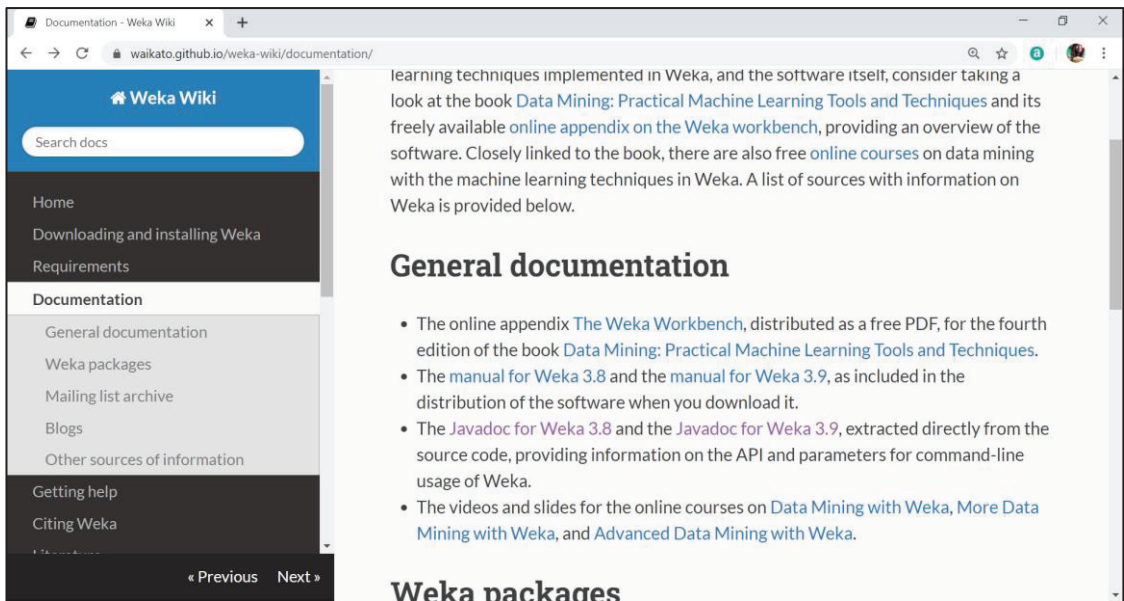 Documentation - Weka Wiki
waikato.github.io/weka-wiki/documentation/
Weka Wiki
Search docs
Home
Downloading and installing Weka
Requirements
Documentation
General documentation
Weka packages
Mailing list archive
Blogs
Other sources of information
Getting help
Citing Weka
« Previous Next »
learning techniques implemented in Weka, and the software itself, consider taking a
look at the book Data Mining: Practical Machine Learning Tools and Techniques and its
freely available online appendix on the Weka workbench, providing an overview of the
software. Closely linked to the book, there are also free online courses on data mining
with the machine learning techniques in Weka. A list of sources with information on
Weka is provided below.
General documentation
• The online appendix The Weka Workbench, distributed as a free PDF, for the fourth
edition of the book Data Mining: Practical Machine Learning Tools and Techniques.
• The manual for Weka 3.8 and the manual for Weka 3.9, as included in the
distribution of the software when you download it.
• The Javadoc for Weka 3.8 and the Javadoc for Weka 3.9, extracted directly from the
source code, providing information on the API and parameters for command-line
usage of Weka.
• The videos and slides for the online courses on Data Mining with Weka, More Data
Mining with Weka, and Advanced Data Mining with Weka.
Weka packages